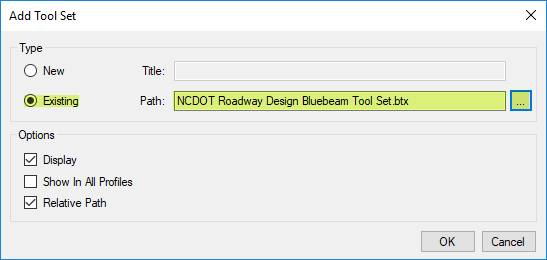 Add Tool Set
Type
New
Title:
Existing
Path:
NCDOT Roadway Design Bluebeam Tool Set.btx
...
Options
Display
Show In All Profiles
Relative Path
OK
Cancel